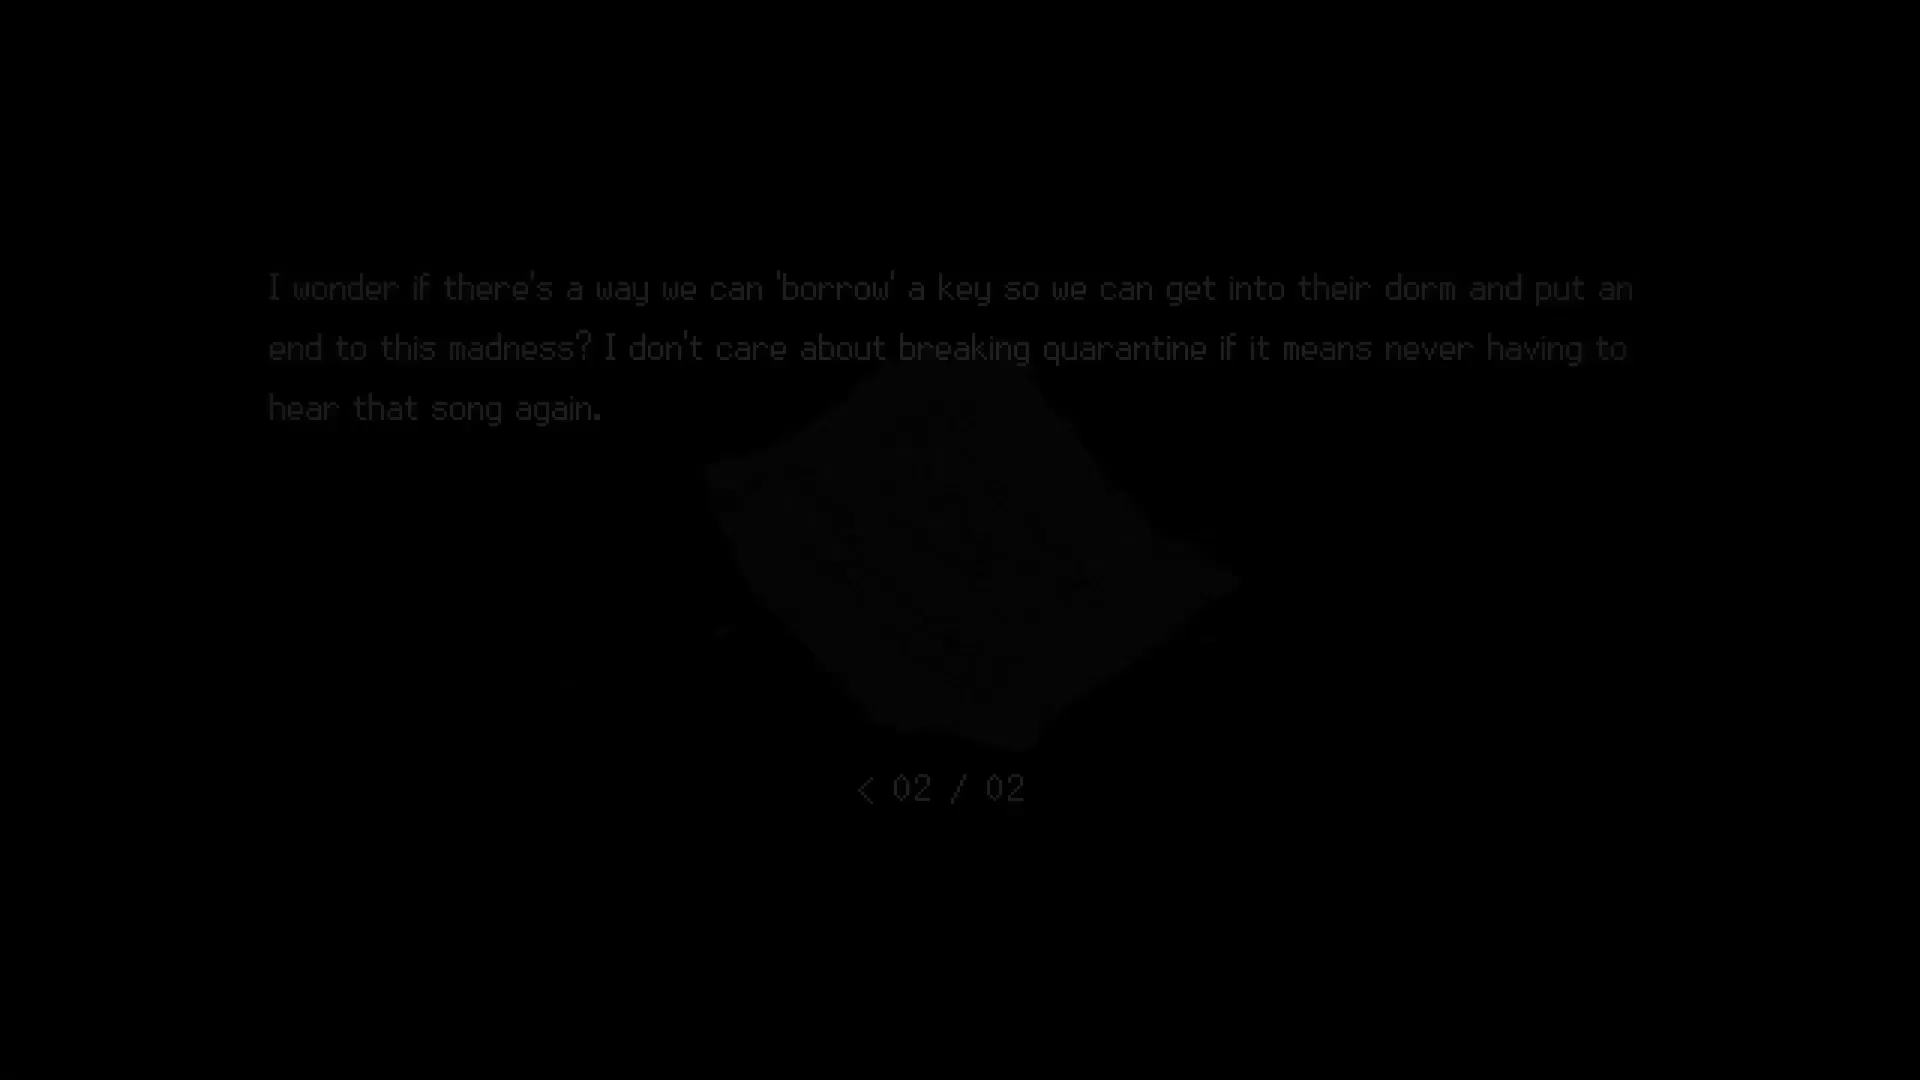 I wonder if there's a way we can 'borrow' a key so we can get into their dorm and put an
end to this madness? I don't care about breaking quarantine if it means never having to
hear that song again.
< 02 / 02